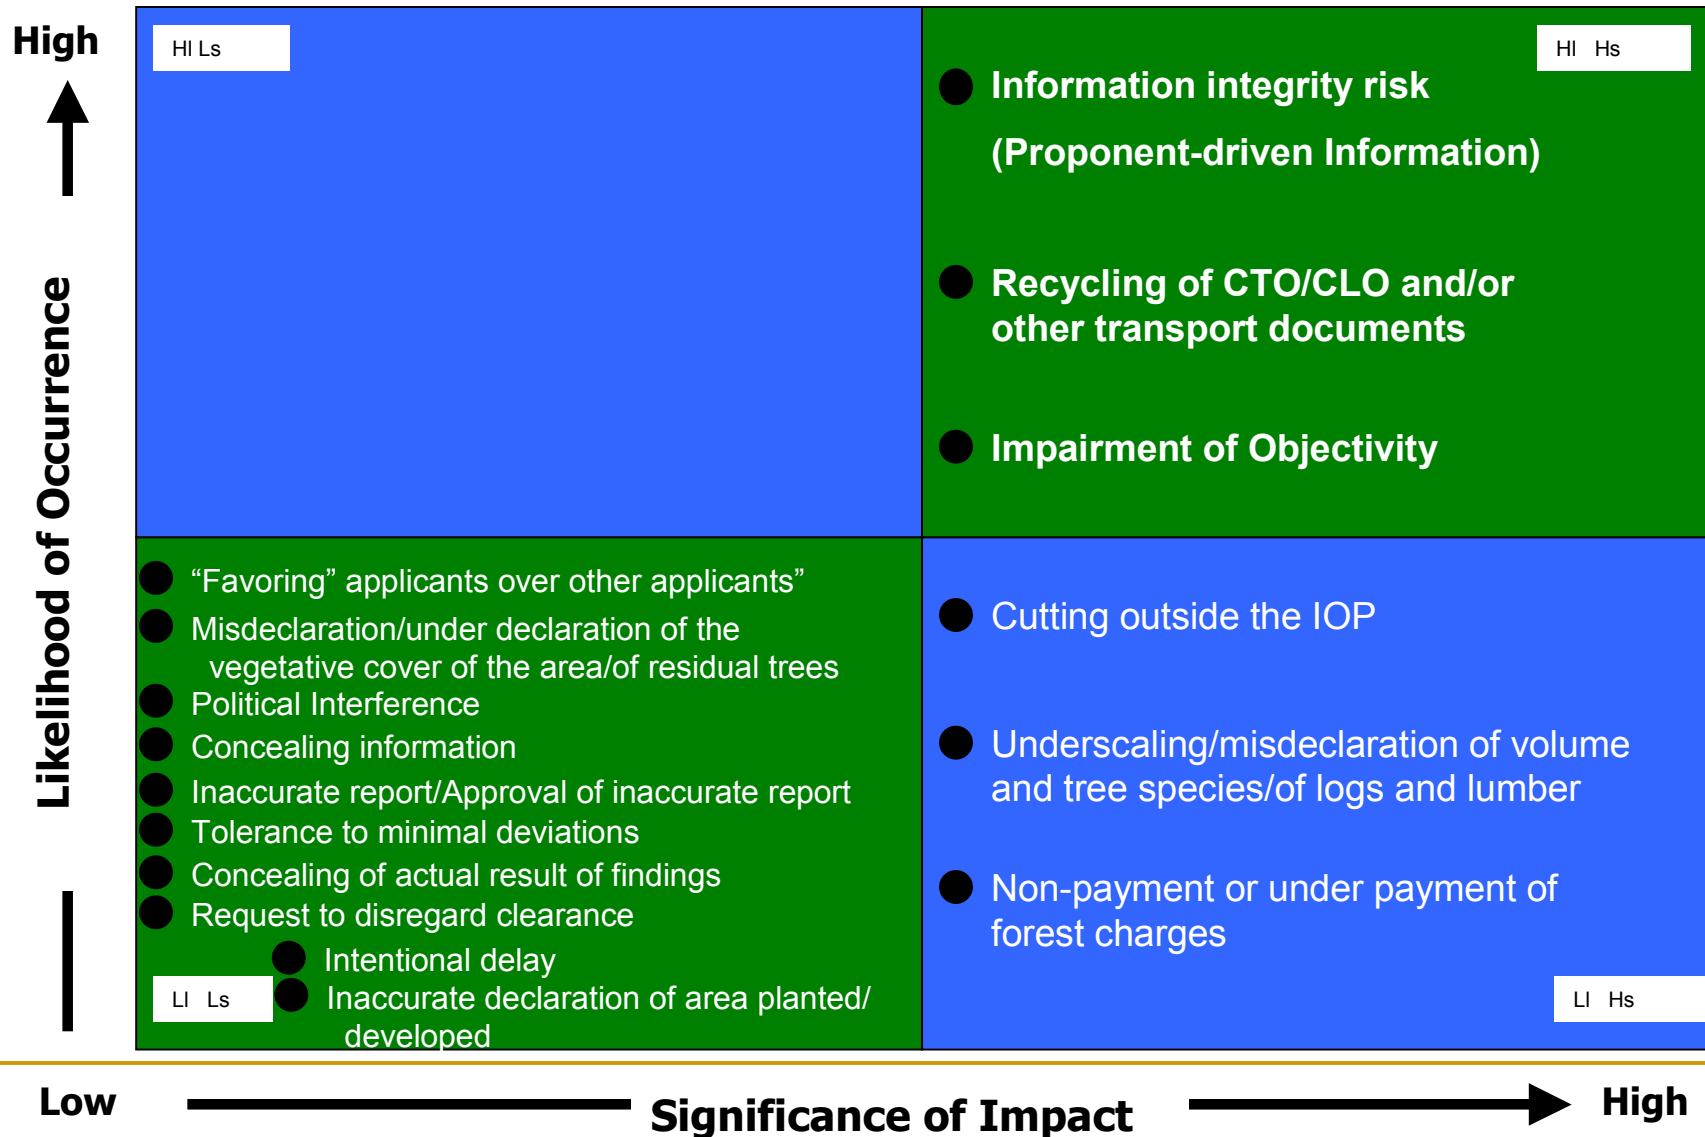 High
Likelihood of Occurrence
Hl Ls
Hl Hs
Information integrity risk
(Proponent-driven Information)
Recycling of CTO/CLO and/or
other transport documents
Impairment of Objectivity
“Favoring” applicants over other applicants”
Misdeclaration/under declaration of the
vegetative cover of the area/of residual trees
Political Interference
Concealing information
Inaccurate report/Approval of inaccurate report
Tolerance to minimal deviations
Concealing of actual result of findings
Request to disregard clearance
Intentional delay
Inaccurate declaration of area planted/
developed
Ll Ls
Cutting outside the IOP
Underscaling/misdeclaration of volume
and tree species/of logs and lumber
Non-payment or under payment of
forest charges
Ll Hs
Low
Significance of Impact
High